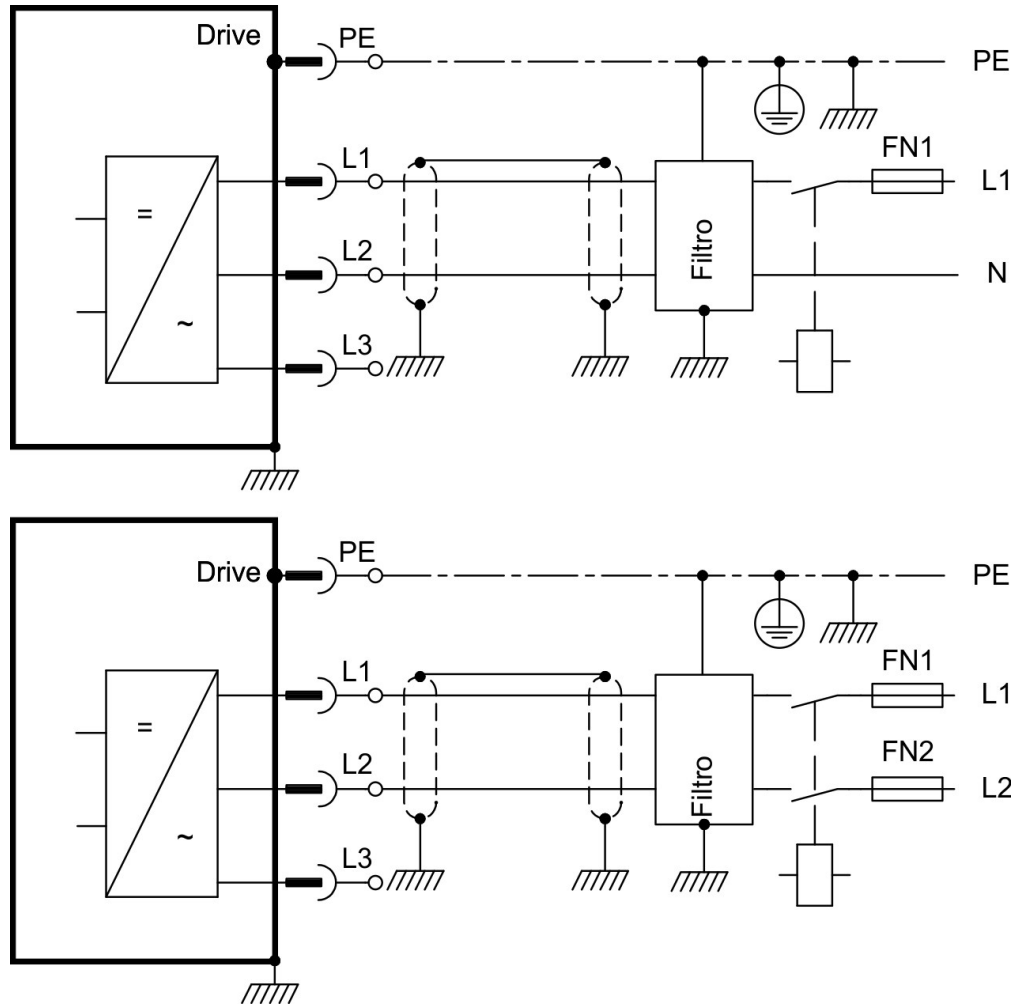 Drive
PE
PE
L1
FN1
L1
=
L2
Filtro
N
~
L3
Drive
PE
PE
L1
FN1
L1
=
L2
Filtro
FN2
L2
~
L3